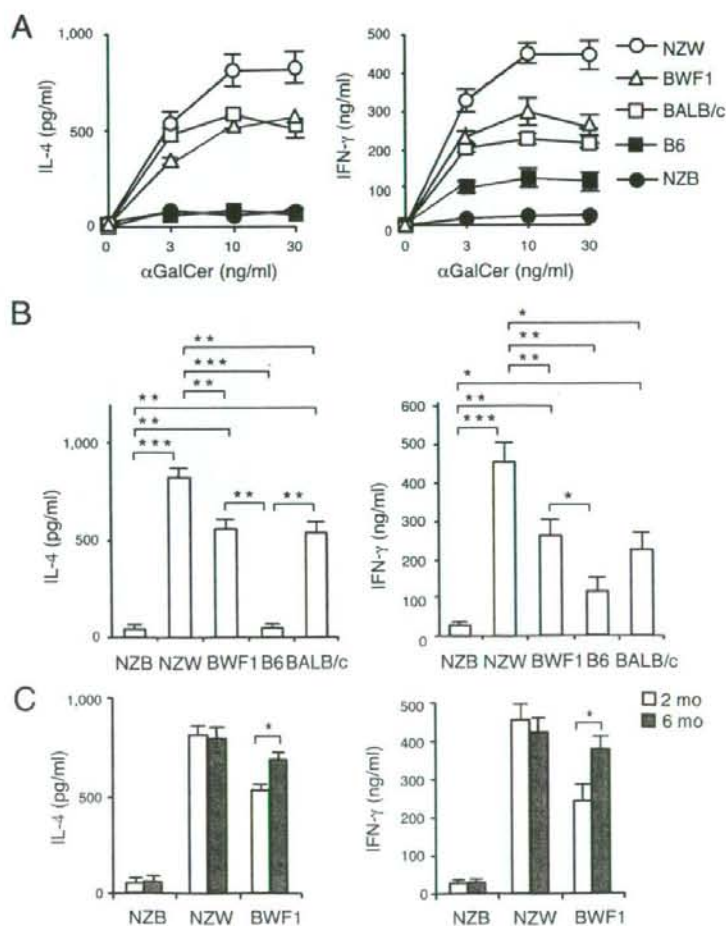 A
IL-4 (pg/ml)
1,000
500
0
0 3 10 30
αGalCer (ng/ml)
IFN-γ (ng/ml)
500
400
300
200
100
0
0 3 10 30
αGalCer (ng/ml)
NZW
BWF1
BALB/c
B6
NZB
B
IL-4 (pg/ml)
1,000
500
0
**
***
**
**
**
***
**
**
NZB NZW BWF1 B6 BALB/c
IFN-γ (ng/ml)
600
500
400
300
200
100
0
*
**
**
*
**
***
*
NZB NZW BWF1 B6 BALB/c
C
IL-4 (pg/ml)
1,000
500
0
*
NZB NZW BWF1
IFN-γ (ng/ml)
500
400
300
200
100
0
*
NZB NZW BWF1
2 mo
6 mo